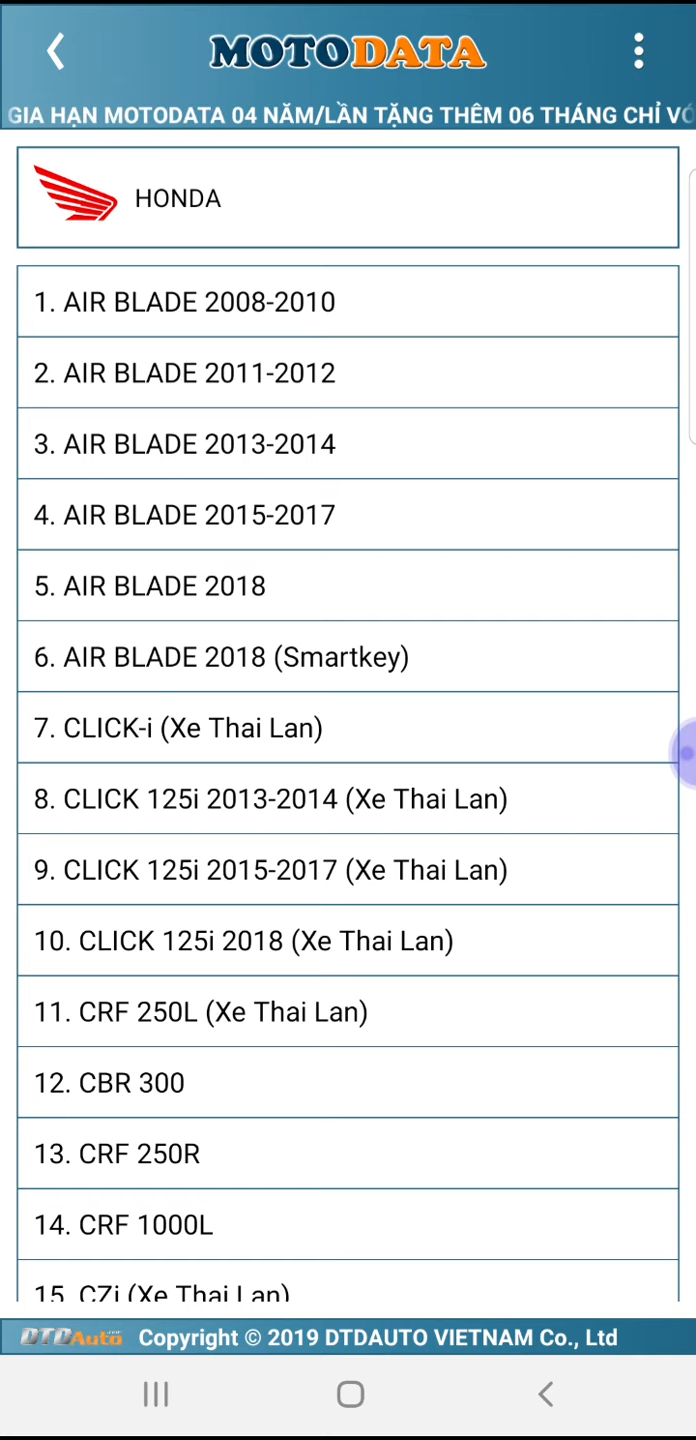 MOTODATA
GIA HẠN MOTODATA 04 NĂM/LẦN TẶNG THÊM 06 THÁNG CHỈ VỚ
HONDA
1. AIR BLADE 2008-2010
2. AIR BLADE 2011-2012
3. AIR BLADE 2013-2014
4. AIR BLADE 2015-2017
5. AIR BLADE 2018
6. AIR BLADE 2018 (Smartkey)
7. CLICK-i (Xe Thai Lan)
8. CLICK 125i 2013-2014 (Xe Thai Lan)
9. CLICK 125i 2015-2017 (Xe Thai Lan)
10. CLICK 125i 2018 (Xe Thai Lan)
11. CRF 250L (Xe Thai Lan)
12. CBR 300
13. CRF 250R
14. CRF 1000L
15. CZi (Xe Thai Lan)
DTDAuto Copyright © 2019 DTDAUTO VIETNAM Co., Ltd